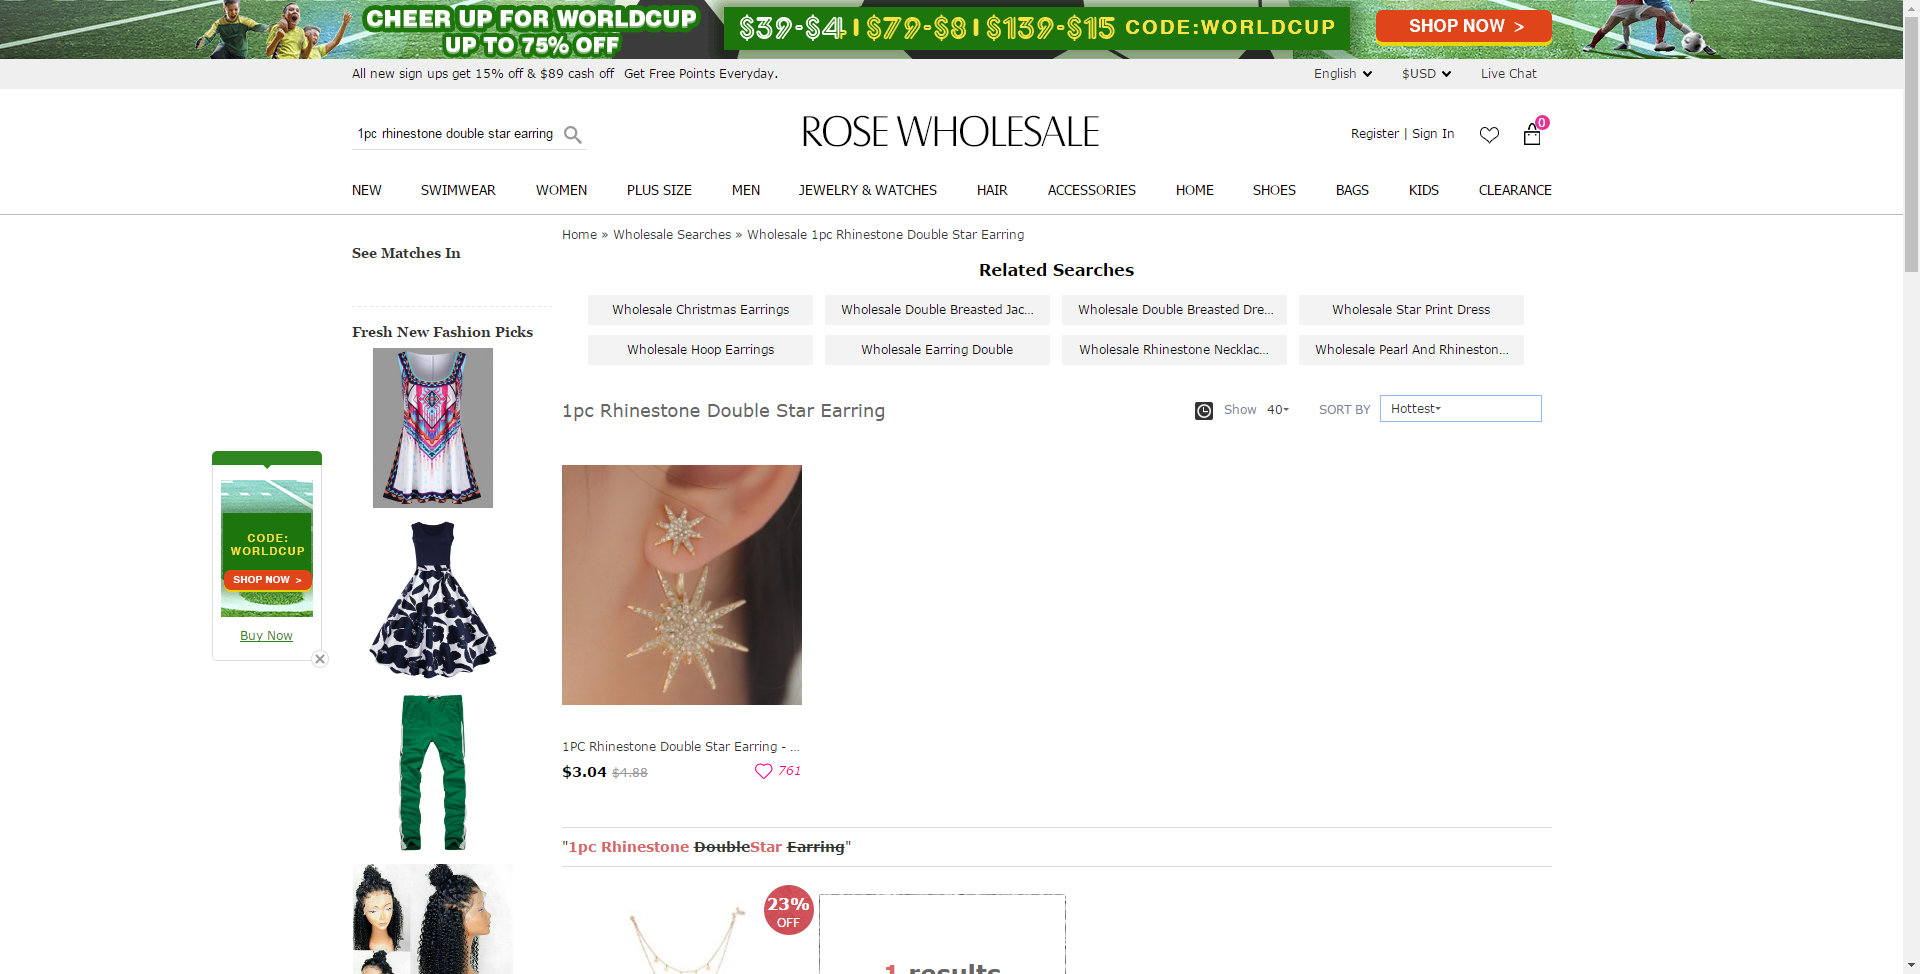 CHEER UP FOR WORLDCUP
UP TO 75% OFF
$39-$4 | $79-$8 | $139-$15 CODE:WORLDCUP
SHOP NOW >
All new sign ups get 15% off & $89 cash off Get Free Points Everyday.
English
$USD
Live Chat
1pc rhinestone double star earring
ROSE WHOLESALE
Register | Sign In
0
NEW SWIMWEAR WOMEN PLUS SIZE MEN JEWELRY & WATCHES HAIR ACCESSORIES HOME SHOES BAGS KIDS CLEARANCE
Home » Wholesale Searches » Wholesale 1pc Rhinestone Double Star Earring
See Matches In
Related Searches
Wholesale Christmas Earrings
Wholesale Double Breasted Jac...
Wholesale Double Breasted Dre...
Wholesale Star Print Dress
Wholesale Hoop Earrings
Wholesale Earring Double
Wholesale Rhinestone Necklac...
Wholesale Pearl And Rhineston...
Fresh New Fashion Picks
1pc Rhinestone Double Star Earring
Show 40
SORT BY Hottest
CODE:
WORLDCUP
SHOP NOW >
Buy Now
1PC Rhinestone Double Star Earring - ...
$3.04 $4.88
761
"1pc Rhinestone DoubleStar Earring"
23%
OFF
1 results